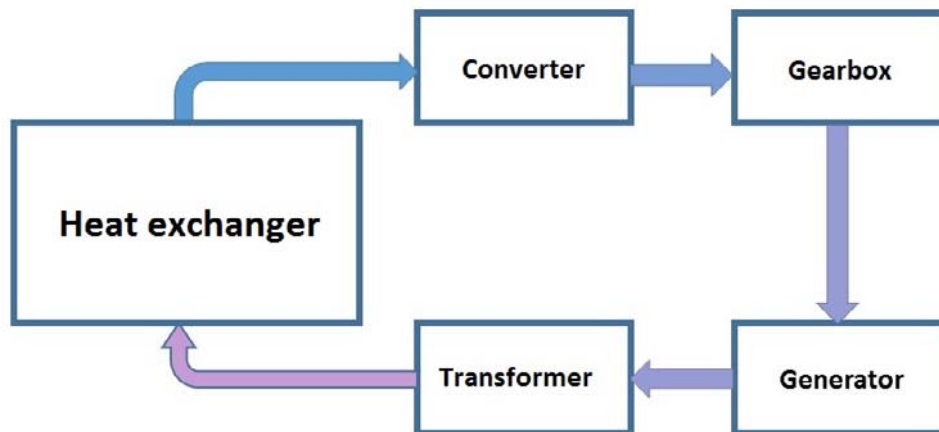 Converter
Gearbox
Heat exchanger
Transformer
Generator